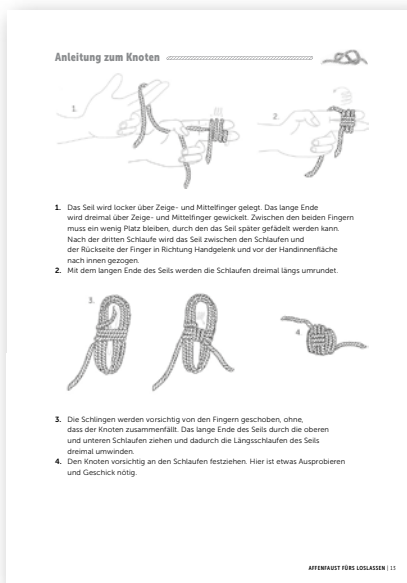 Anleitung zum Knoten
1.
2.
1. Das Seil wird locker über Zeige- und Mittelfinger gelegt. Das lange Ende
wird dreimal über Zeige- und Mittelfinger gewickelt. Zwischen den beiden Fingern
muss ein wenig Platz bleiben, durch den das Seil später gefädelt werden kann.
Nach der dritten Schlaufe wird das Seil zwischen den Schlaufen und
der Rückseite der Finger in Richtung Handgelenk und vor der Handinnenfläche
nach innen gezogen.
2. Mit dem langen Ende des Seils werden die Schlaufen dreimal längs umrundet.
3.
4.
3. Die Schlingen werden vorsichtig von den Fingern geschoben, ohne,
dass der Knoten zusammenfällt. Das lange Ende des Seils durch die oberen
und unteren Schlaufen ziehen und dadurch die Längsschlaufen des Seils
dreimal umwinden.
4. Den Knoten vorsichtig an den Schlaufen festziehen. Hier ist etwas Ausprobieren
und Geschick nötig.
AFFENFAUST FÜRS LOSLASSEN | 13